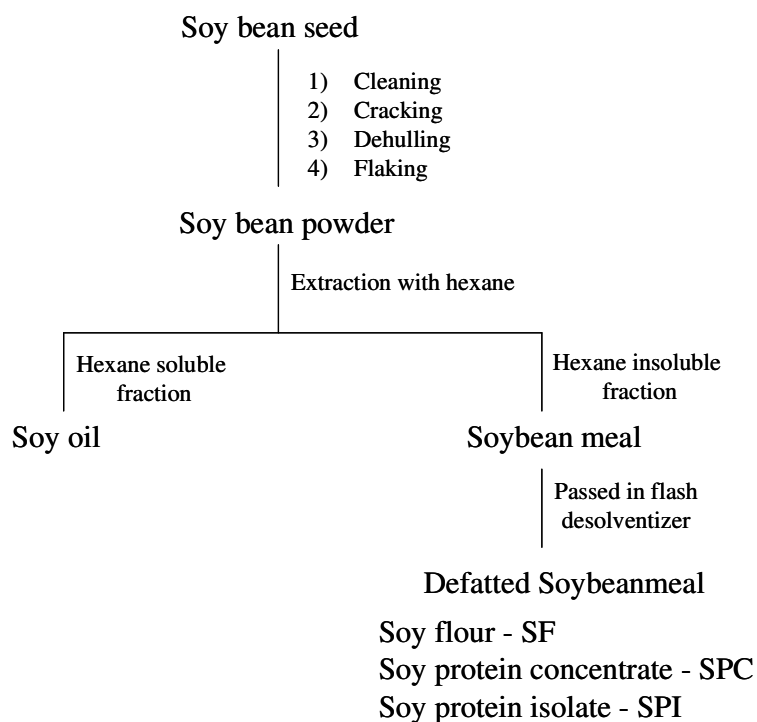 Soy bean seed
1) Cleaning
2) Cracking
3) Dehulling
4) Flaking
Soy bean powder
Extraction with hexane
Hexane soluble
fraction
Soy oil
Hexane insoluble
fraction
Soybean meal
Passed in flash
desolventizer
Defatted Soybeanmeal
Soy flour - SF
Soy protein concentrate - SPC
Soy protein isolate - SPI